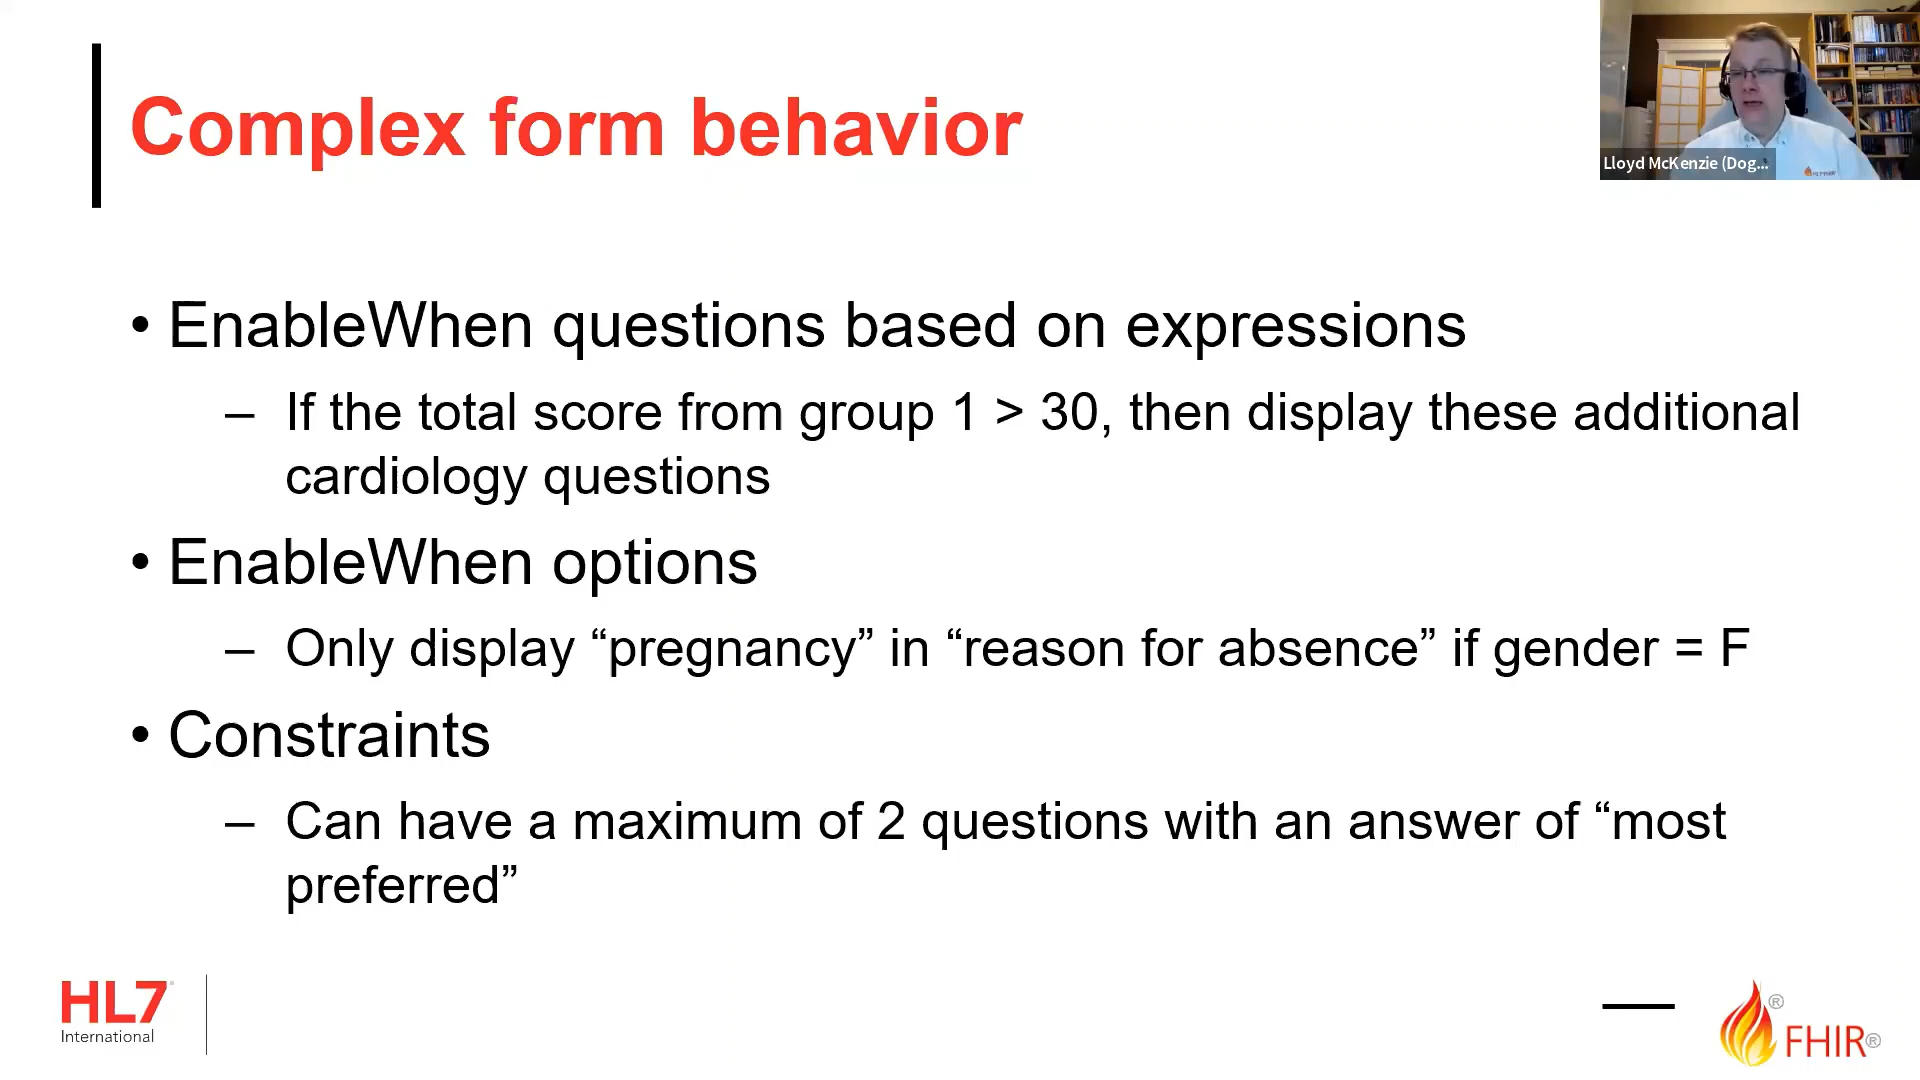 Complex form behavior
Lloyd McKenzie (Dog...
• EnableWhen questions based on expressions
– If the total score from group 1 > 30, then display these additional
cardiology questions
• EnableWhen options
– Only display “pregnancy” in “reason for absence” if gender = F
• Constraints
– Can have a maximum of 2 questions with an answer of “most
preferred”
HL7
International
FHIR®